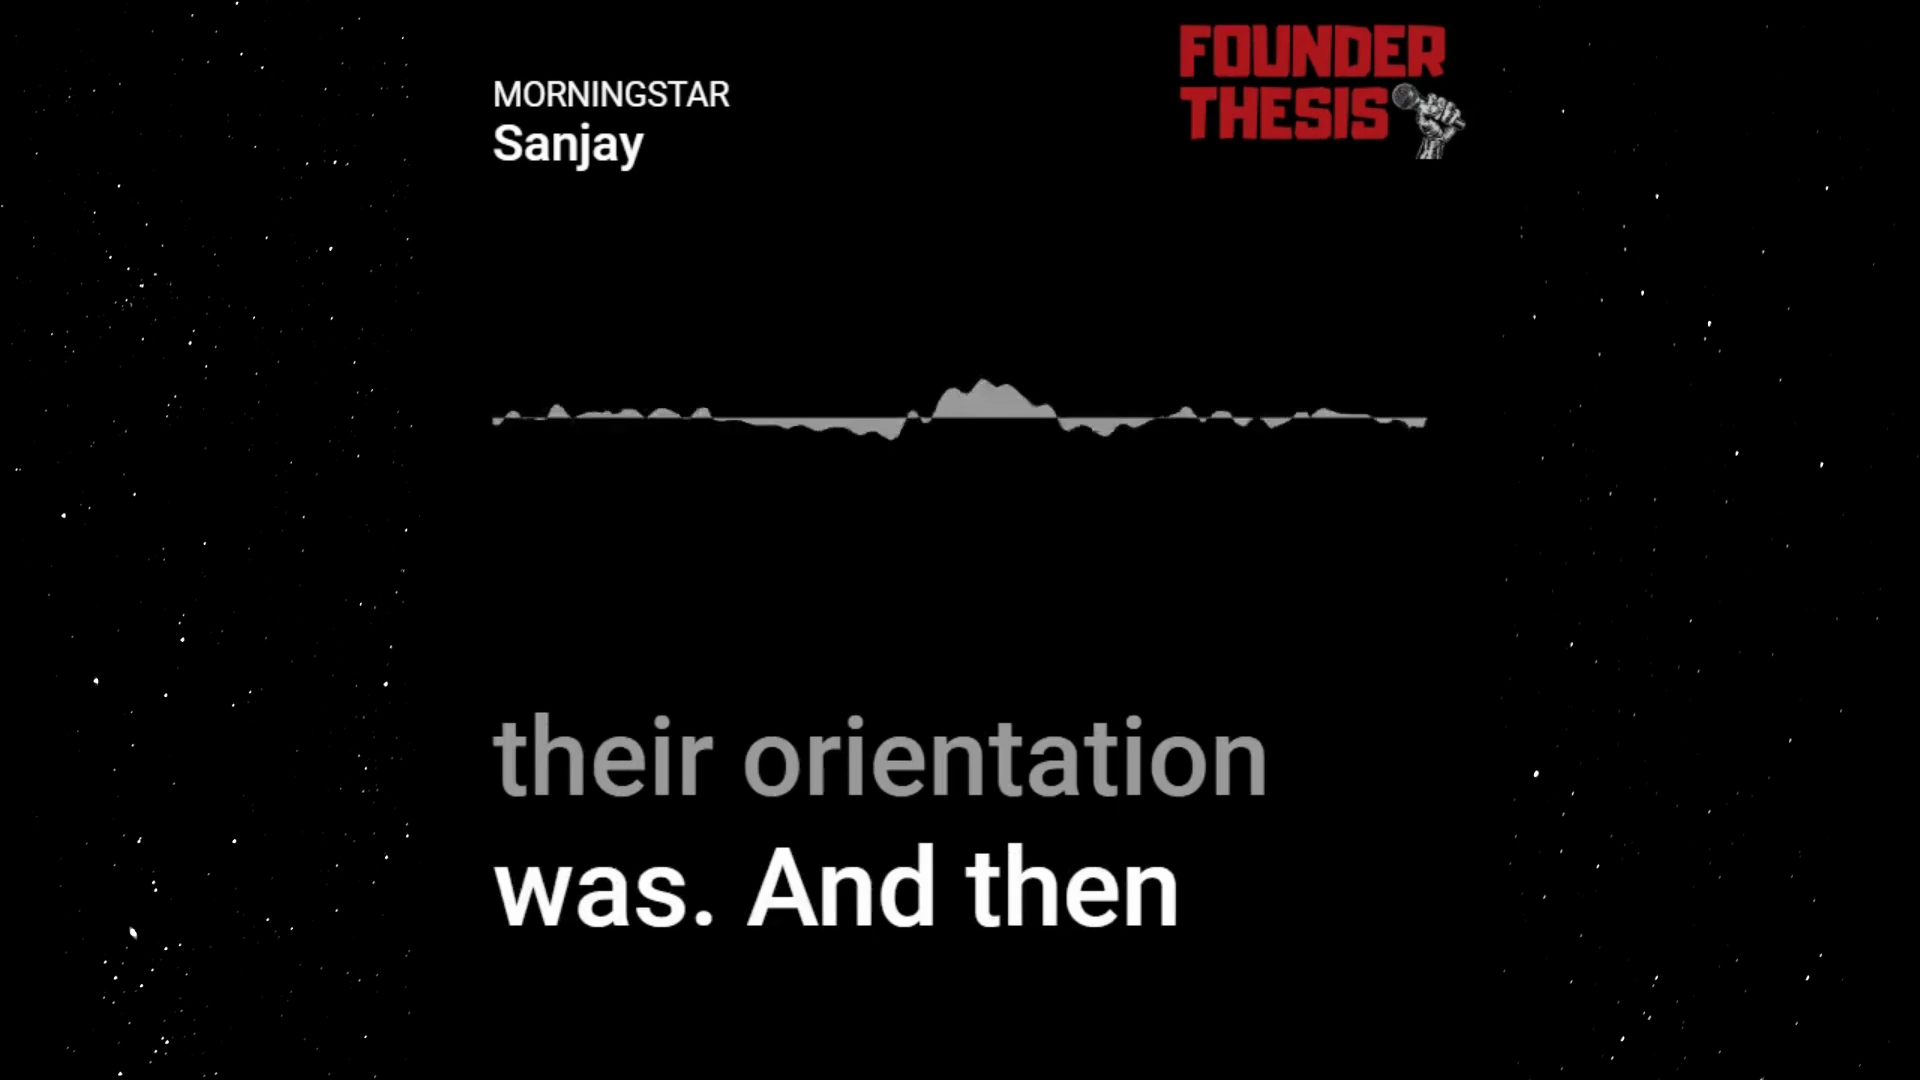 MORNINGSTAR
Sanjay
FOUNDER
THESIS
their orientation
was. And then